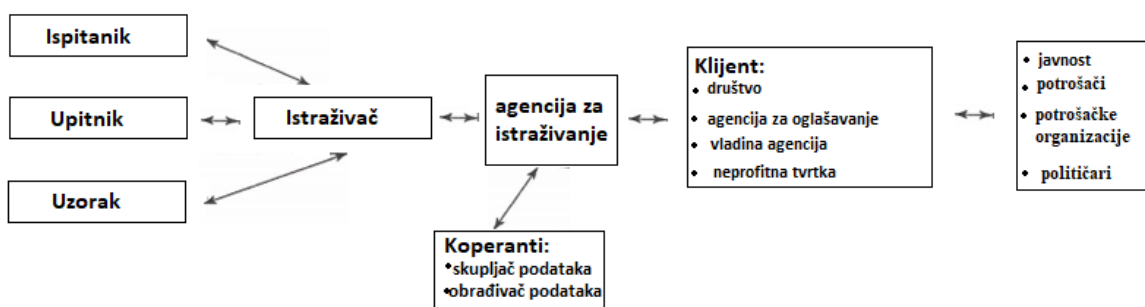 Ispitanik
Upitnik
Uzorak
Istraživač
agencija za
istraživanje
Koperanti:
•skupljač podataka
•obrađivač podataka
Klijent:
• društvo
• agencija za oglašavanje
• vladina agencija
• neprofitna tvrtka
• javnost
• potrošači
• potrošačke
organizacije
• političari